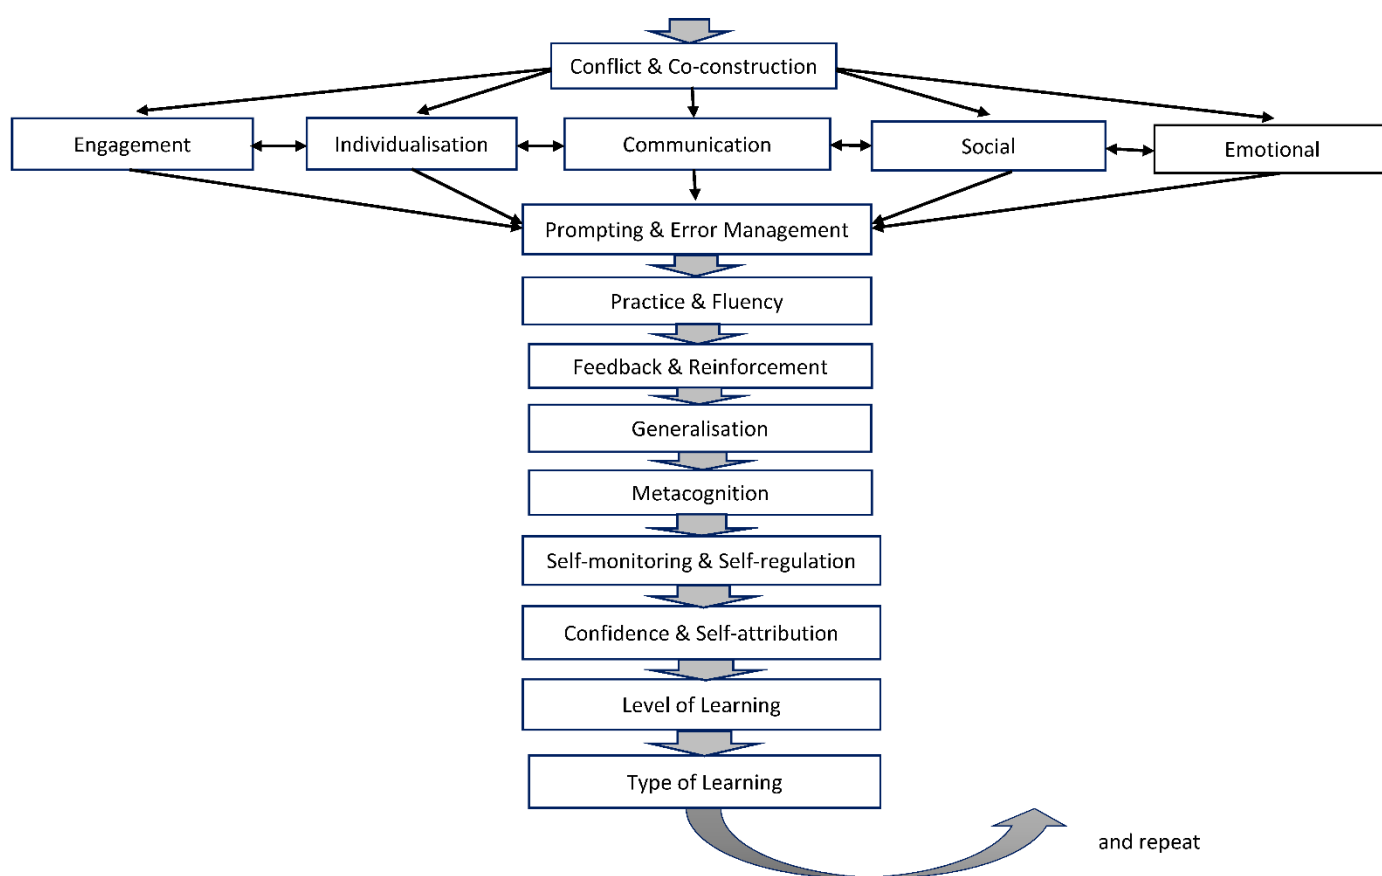 Conflict & Co-construction
Engagement
Individualisation
Communication
Social
Emotional
Prompting & Error Management
Practice & Fluency
Feedback & Reinforcement
Generalisation
Metacognition
Self-monitoring & Self-regulation
Confidence & Self-attribution
Level of Learning
Type of Learning
and repeat